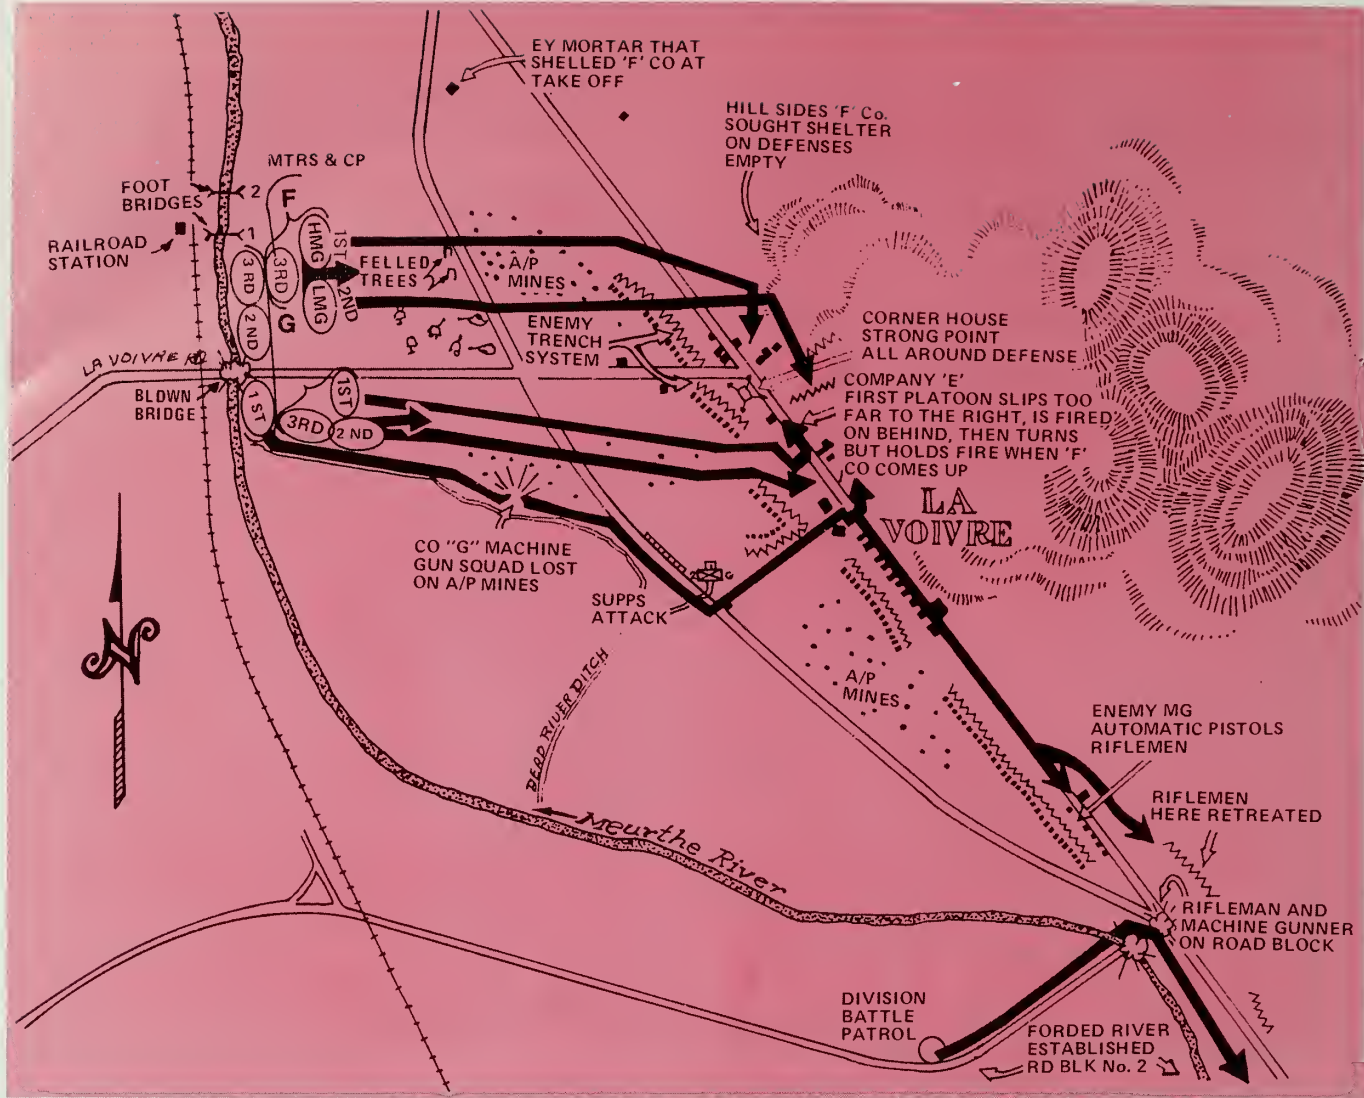 EY MORTAR THAT
SHELLED 'F' CO AT
TAKE OFF
HILL SIDES 'F' Co.
SOUGHT SHELTER
ON DEFENSES
EMPTY
MTRS & CP
FOOT
BRIDGES
2
1
RAILROAD
STATION
F
HMG
1ST
3RD
3RD
LMG
2ND
G
2ND
FELLED
TREES
A/P
MINES
ENEMY
TRENCH
SYSTEM
CORNER HOUSE
STRONG POINT
ALL AROUND DEFENSE
LA VOIVRE RD
BLOWN
BRIDGE
1ST
1ST
3RD
2ND
COMPANY 'E'
FIRST PLATOON SLIPS TOO
FAR TO THE RIGHT, IS FIRED
ON BEHIND, THEN TURNS
BUT HOLDS FIRE WHEN 'F'
CO COMES UP
LA
VOIVRE
CO "G" MACHINE
GUN SQUAD LOST
ON A/P MINES
SUPPS
ATTACK
N
DEAD RIVER DITCH
A/P
MINES
ENEMY MG
AUTOMATIC PISTOLS
RIFLEMEN
RIFLEMEN
HERE RETREATED
Meurthe River
RIFLEMAN AND
MACHINE GUNNER
ON ROAD BLOCK
DIVISION
BATTLE
PATROL
FORDED RIVER
ESTABLISHED
RD BLK No. 2